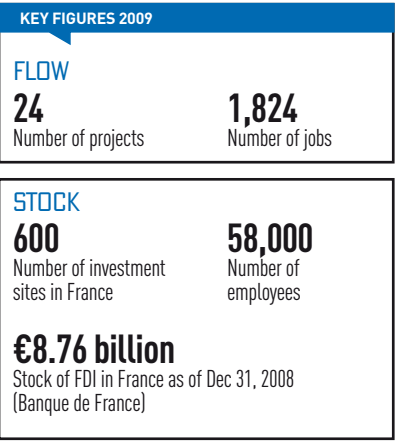 KEY FIGURES 2009
FLOW
24
Number of projects
1,824
Number of jobs
STOCK
600
Number of investment
sites in France
58,000
Number of
employees
€8.76 billion
Stock of FDI in France as of Dec 31, 2008
(Banque de France)